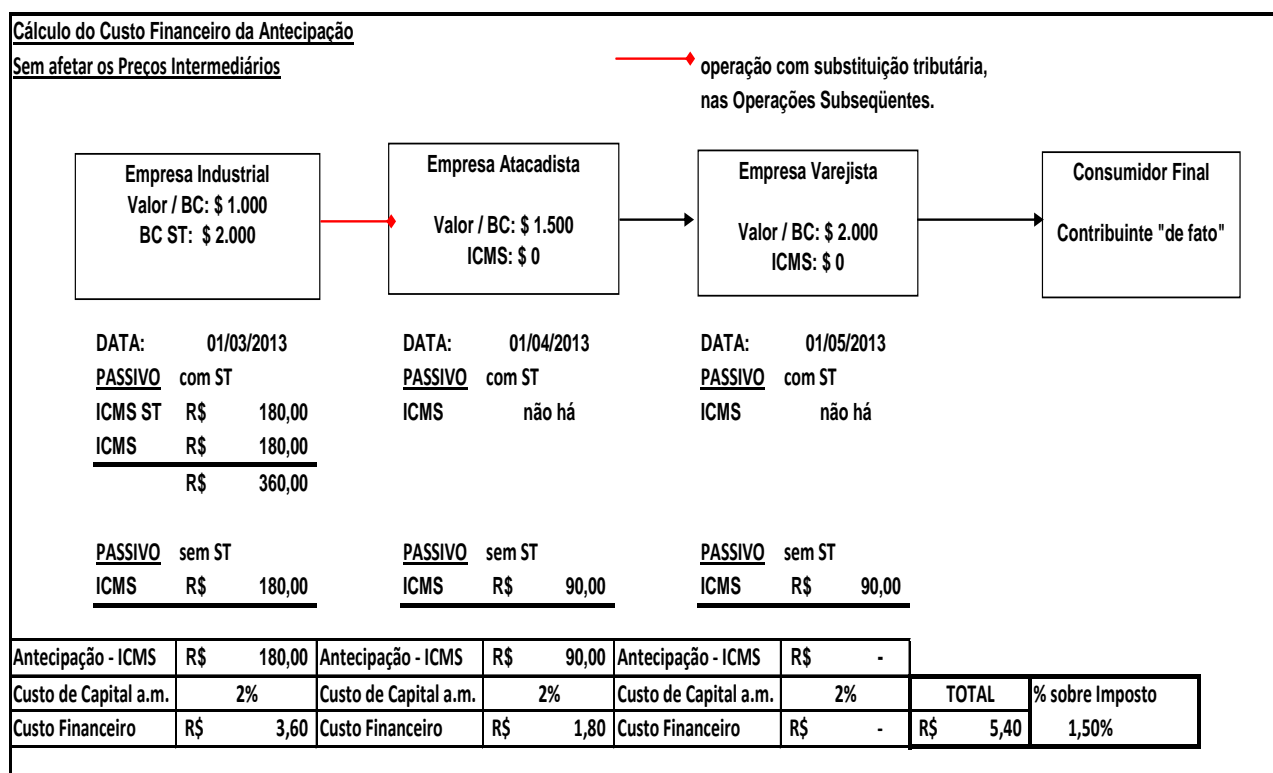 Cálculo do Custo Financeiro da Antecipação
Sem afetar os Preços Intermediários
operação com substituição tributária,
nas Operações Subseqüentes.
Empresa Industrial
Valor / BC: $ 1.000
BC ST: $ 2.000
Empresa Atacadista
Valor / BC: $ 1.500
ICMS: $ 0
Empresa Varejista
Valor / BC: $ 2.000
ICMS: $ 0
Consumidor Final
Contribuinte "de fato"
DATA: 01/03/2013 DATA: 01/04/2013 DATA: 01/05/2013
PASSIVO com ST PASSIVO com ST PASSIVO com ST
ICMS ST R$ 180,00 ICMS não há ICMS não há
ICMS R$ 180,00
R$ 360,00
PASSIVO sem ST PASSIVO sem ST PASSIVO sem ST
ICMS R$ 180,00 ICMS R$ 90,00 ICMS R$ 90,00
Antecipação - ICMS R$ 180,00 Antecipação - ICMS R$ 90,00 Antecipação - ICMS R$ -
Custo de Capital a.m. 2% Custo de Capital a.m. 2% Custo de Capital a.m. 2% TOTAL % sobre Imposto
Custo Financeiro R$ 3,60 Custo Financeiro R$ 1,80 Custo Financeiro R$ - R$ 5,40 1,50%